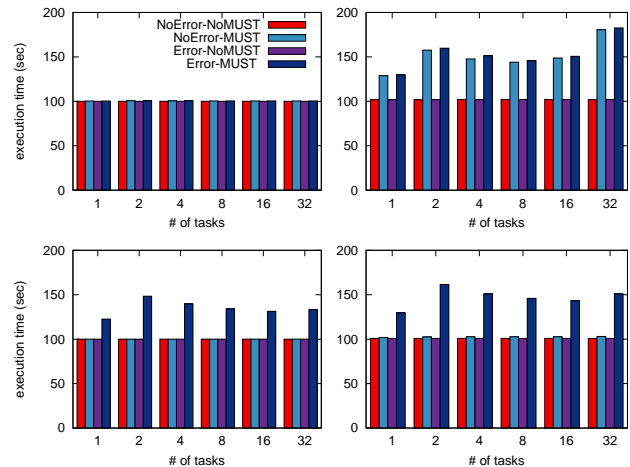 NoError-NoMUST
NoError-MUST
Error-NoMUST
Error-MUST
execution time (sec)
200
150
100
50
0
1 2 4 8 16 32
# of tasks
200
150
100
50
0
1 2 4 8 16 32
# of tasks
execution time (sec)
200
150
100
50
0
1 2 4 8 16 32
# of tasks
200
150
100
50
0
1 2 4 8 16 32
# of tasks